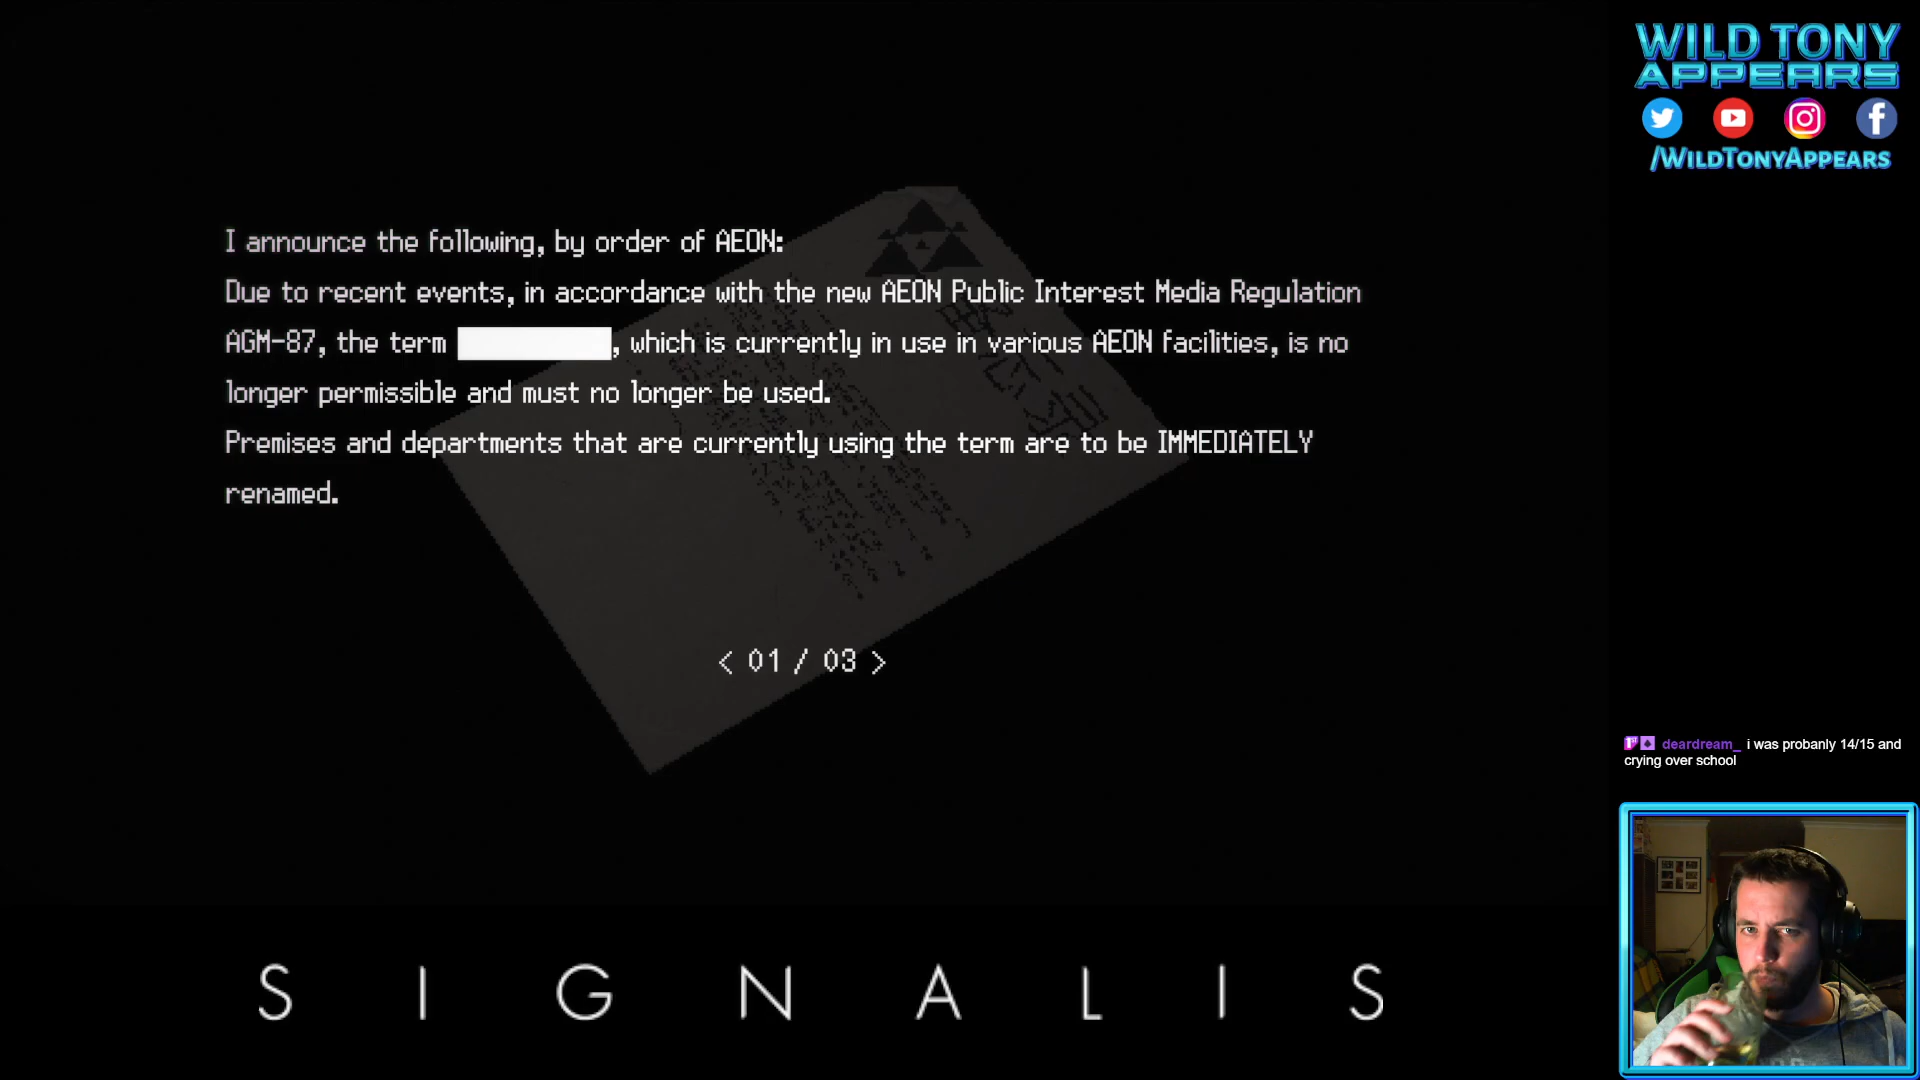 WILD TONY
APPEARS
/WILDTONYAPPEARS
I announce the following, by order of AEON:
Due to recent events, in accordance with the new AEON Public Interest Media Regulation
AGM-87, the term , which is currently in use in various AEON facilities, is no
longer permissible and must no longer be used.
Premises and departments that are currently using the term are to be IMMEDIATELY
renamed.
< 01 / 03 >
deardream_ i was probanly 14/15 and
crying over school
S I G N A L I S